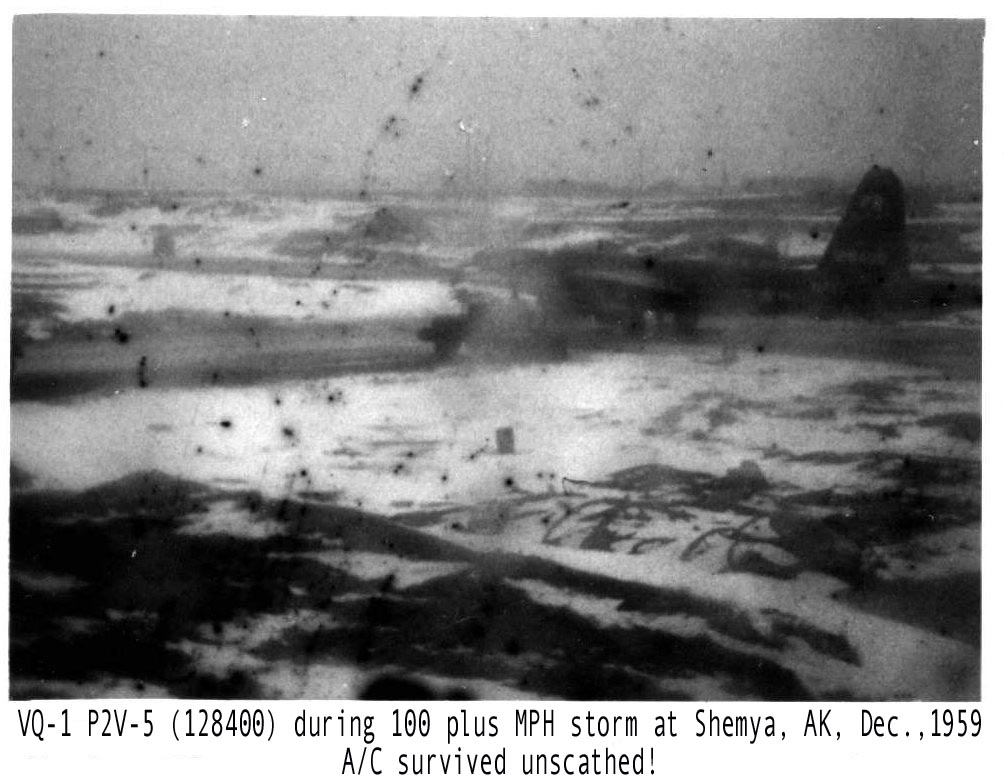 VQ-1 P2V-5 (128400) during 100 plus MPH storm at Shemya, AK, Dec.,1959
A/C survived unscathed!